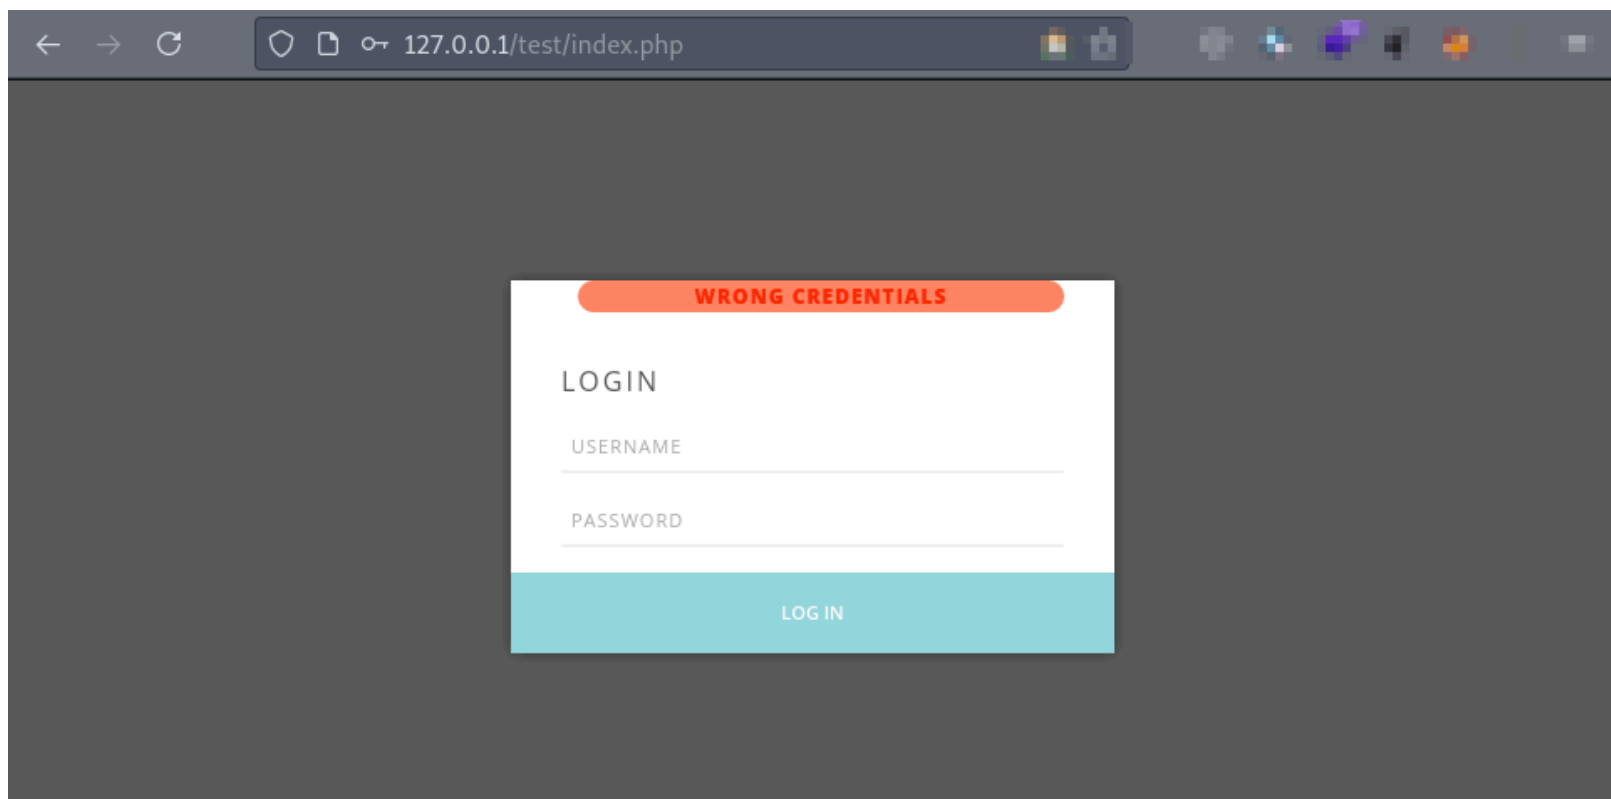 127.0.0.1/test/index.php
WRONG CREDENTIALS
LOGIN
USERNAME
PASSWORD
LOG IN